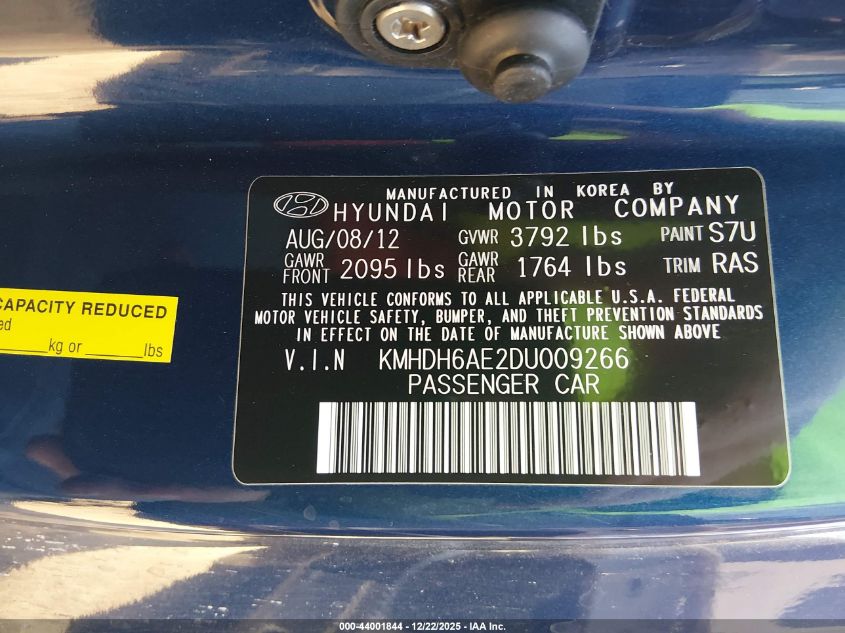 MANUFACTURED IN KOREA BY
HYUNDAI MOTOR COMPANY
AUG/08/12 GVWR 3792 lbs PAINT S7U
GAWR FRONT 2095 lbs GAWR REAR 1764 lbs TRIM RAS
THIS VEHICLE CONFORMS TO ALL APPLICABLE U.S.A. FEDERAL
MOTOR VEHICLE SAFETY, BUMPER, AND THEFT PREVENTION STANDARDS
IN EFFECT ON THE DATE OF MANUFACTURE SHOWN ABOVE
V.I.N KMHDH6AE2DU009266
PASSENGER CAR
CAPACITY REDUCED
kg or ______lbs
000-44001844 - 12/22/2025 - IAA Inc.